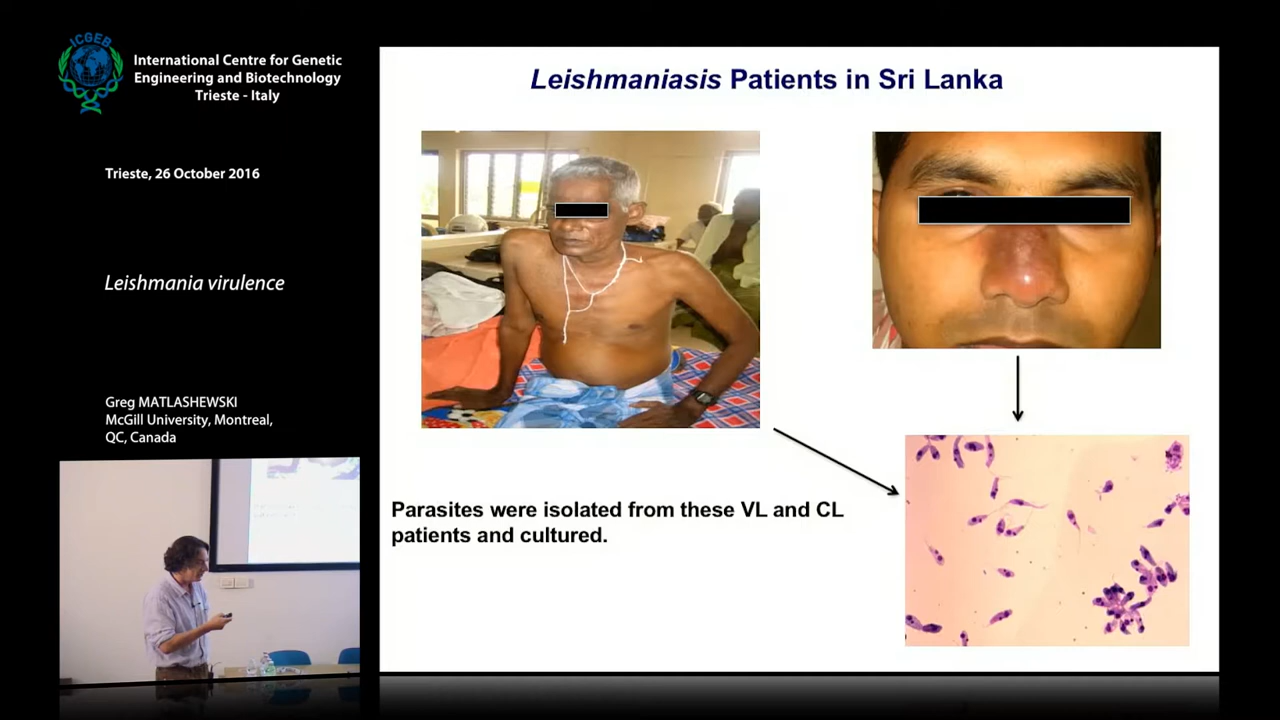 ICGEB
International Centre for Genetic
Engineering and Biotechnology
Trieste - Italy
Trieste, 26 October 2016
Leishmania virulence
Greg MATLASHEWSKI
McGill University, Montreal,
QC, Canada
Leishmaniasis Patients in Sri Lanka
Parasites were isolated from these VL and CL
patients and cultured.